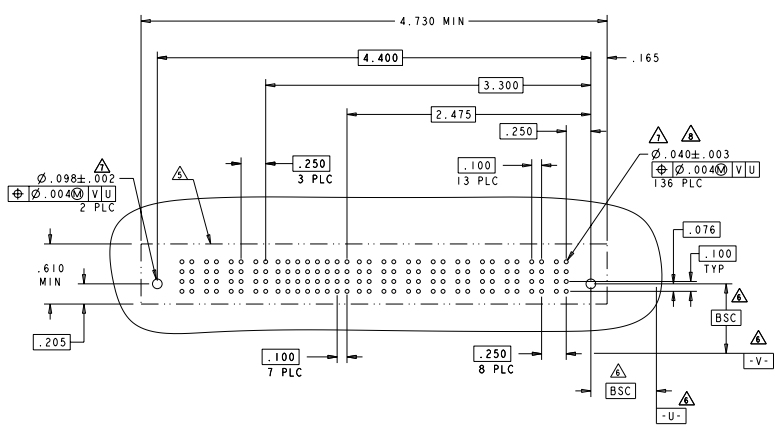 4.730 MIN
4.400
.165
3.300
2.475
.250
7
8
7
5
.250
3 PLC
.100
13 PLC
Ø.040±.003
⌖ Ø.004Ⓜ V U
136 PLC
Ø.098±.002
⌖ Ø.004Ⓜ V U
2 PLC
.076
.100
TYP
.610
MIN
6
BSC
.205
.100
7 PLC
.250
8 PLC
6
-V-
6
BSC
6
-U-